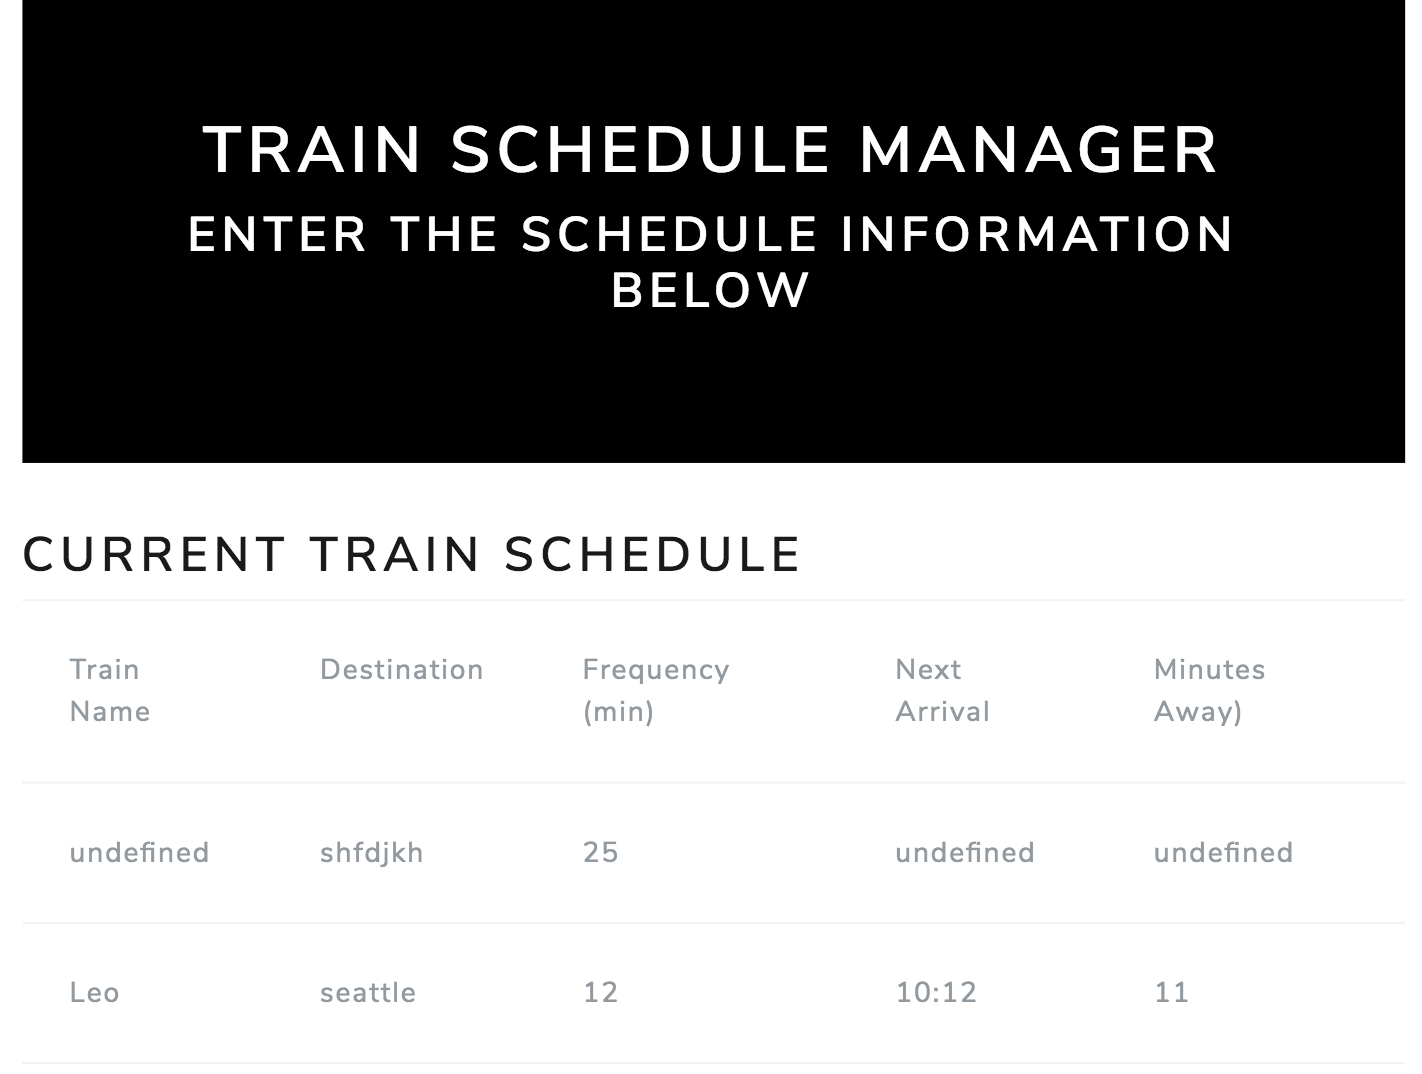 TRAIN SCHEDULE MANAGER
ENTER THE SCHEDULE INFORMATION
BELOW
CURRENT TRAIN SCHEDULE
Train Name Destination Frequency (min) Next Arrival Minutes Away)
undefined shfdjkh 25 undefined undefined
Leo seattle 12 10:12 11